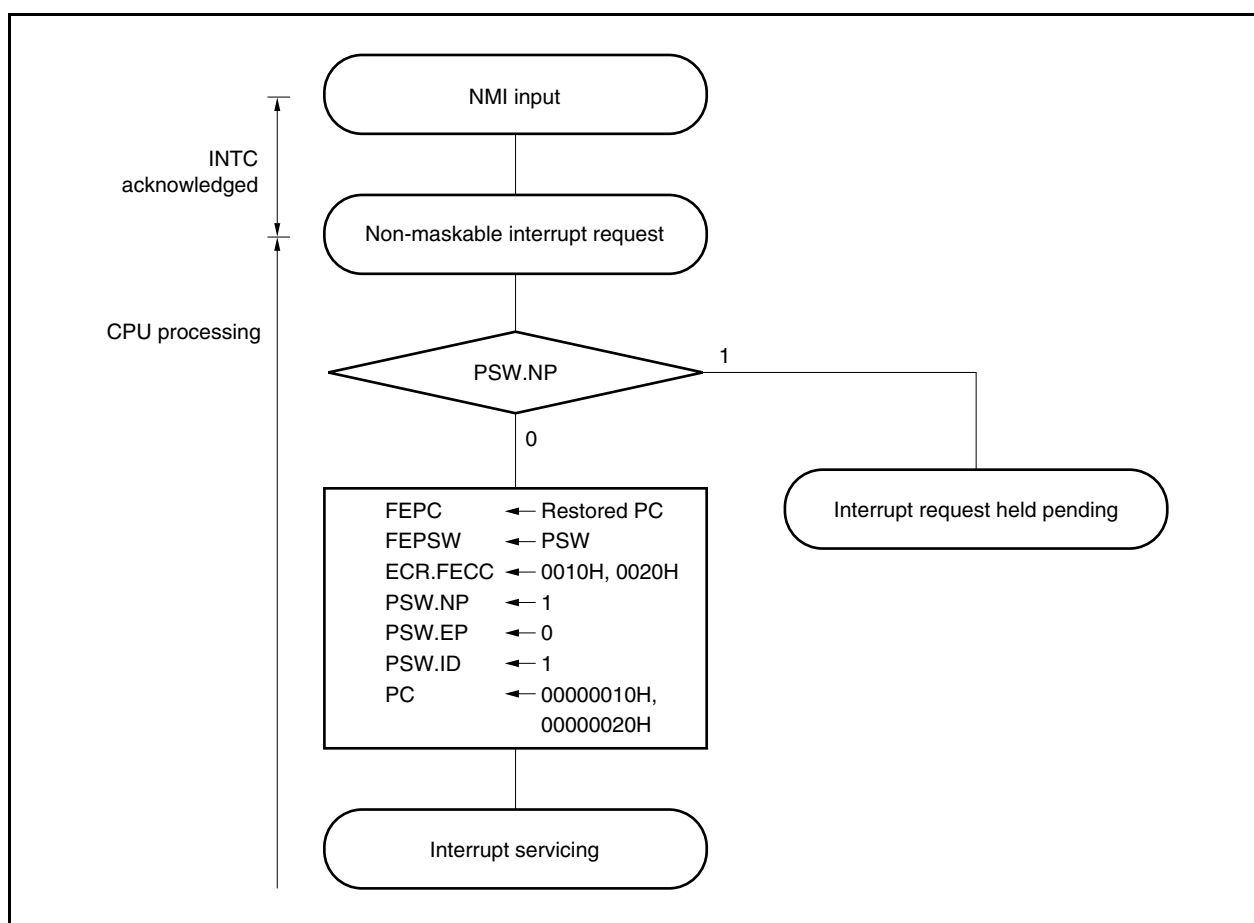 NMI input
INTC
acknowledged
Non-maskable interrupt request
CPU processing
PSW.NP
1
0
FEPC ← Restored PC
FEPSW ← PSW
ECR.FECC ← 0010H, 0020H
PSW.NP ← 1
PSW.EP ← 0
PSW.ID ← 1
PC ← 00000010H,
00000020H
Interrupt request held pending
Interrupt servicing